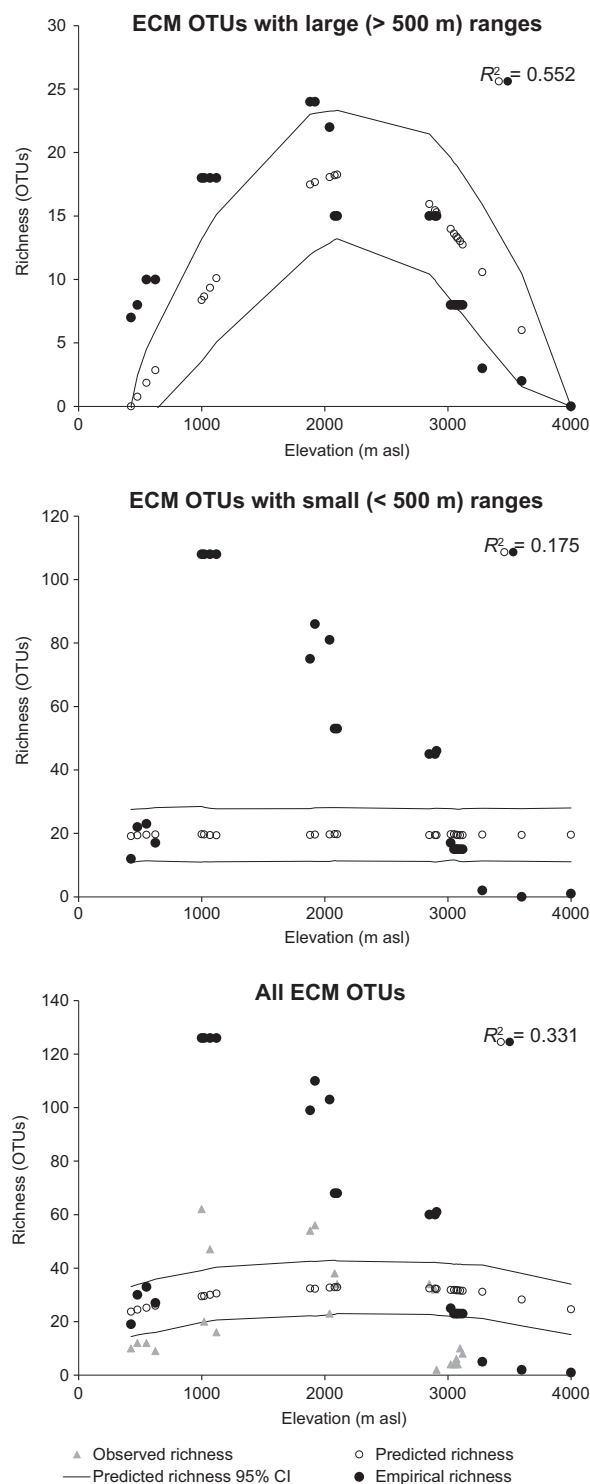 ECM OTUs with large (> 500 m) ranges
30
R² = 0.552
25
20
15
10
5
0
Richness (OTUs)
0 1000 2000 3000 4000
Elevation (m asl)
ECM OTUs with small (< 500 m) ranges
120
R² = 0.175
100
80
60
40
20
0
Richness (OTUs)
0 1000 2000 3000 4000
Elevation (m asl)
All ECM OTUs
140
R² = 0.331
120
100
80
60
40
20
0
Richness (OTUs)
0 1000 2000 3000 4000
Elevation (m asl)
Observed richness Predicted richness
Predicted richness 95% CI Empirical richness